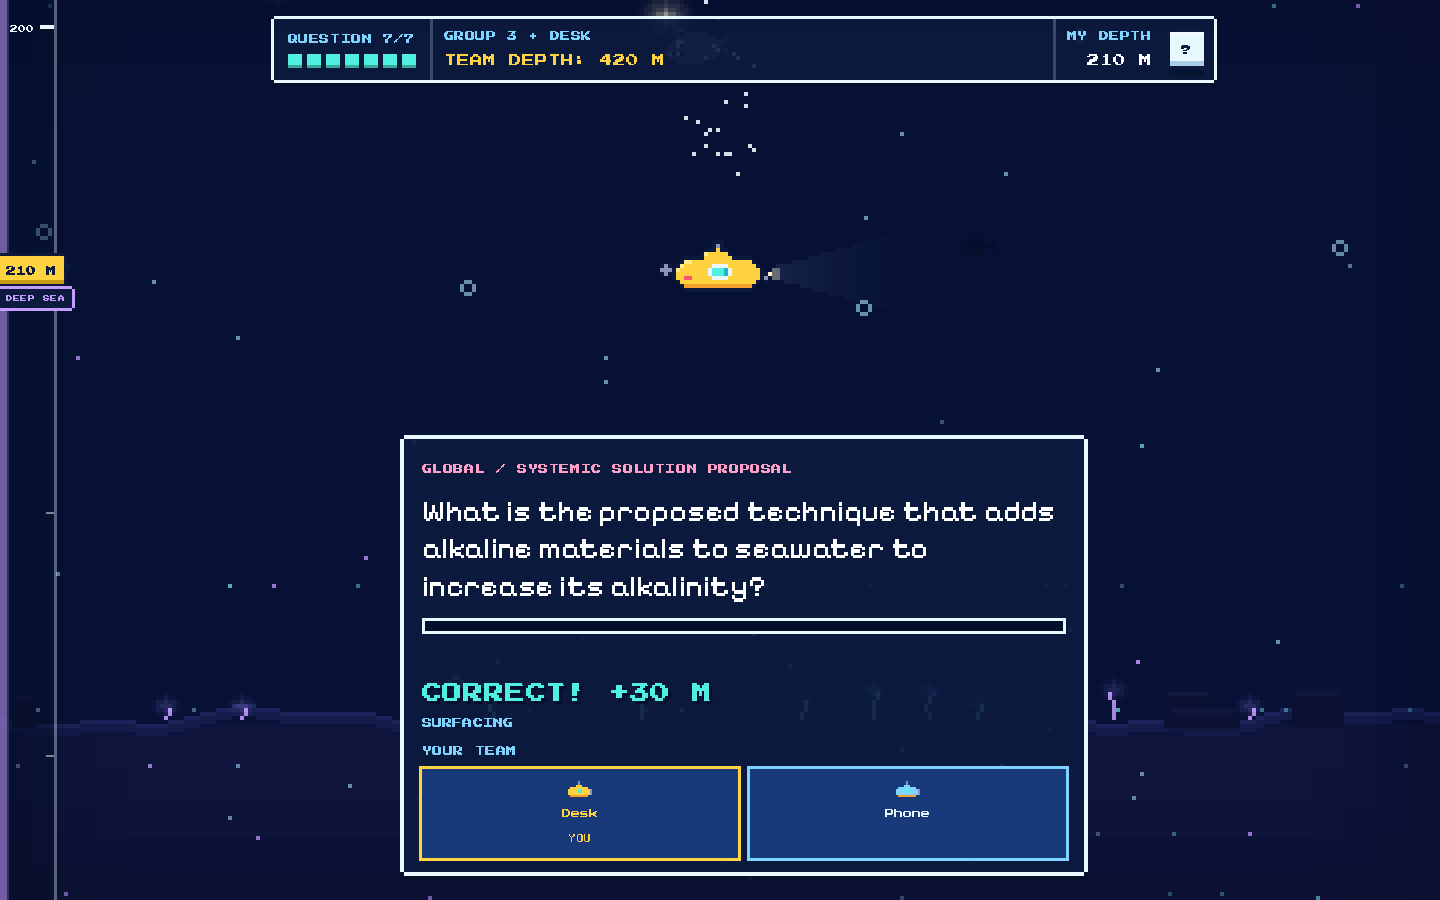 200
QUESTION 7/7
GROUP 3 + DESK
TEAM DEPTH: 420 M
MY DEPTH
210 M
?
210 M
DEEP SEA
GLOBAL / SYSTEMIC SOLUTION PROPOSAL
What is the proposed technique that adds
alkaline materials to seawater to
increase its alkalinity?
CORRECT! +30 M
SURFACING
YOUR TEAM
Desk
YOU
Phone